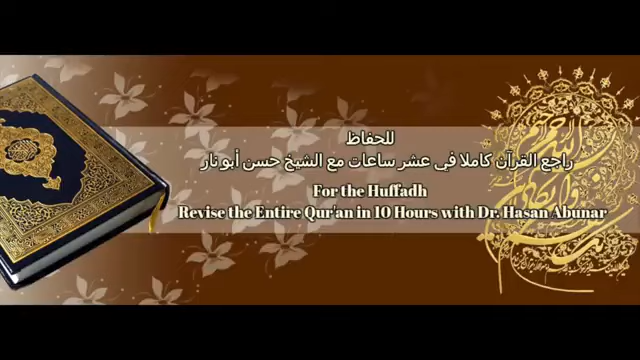 للحفاظ
راجع القرآن كاملا في عشر ساعات مع الشيخ حسن أبو نار
For the Huffadh
Revise the Entire Qur'an in 10 Hours with Dr. Hasan Abunar